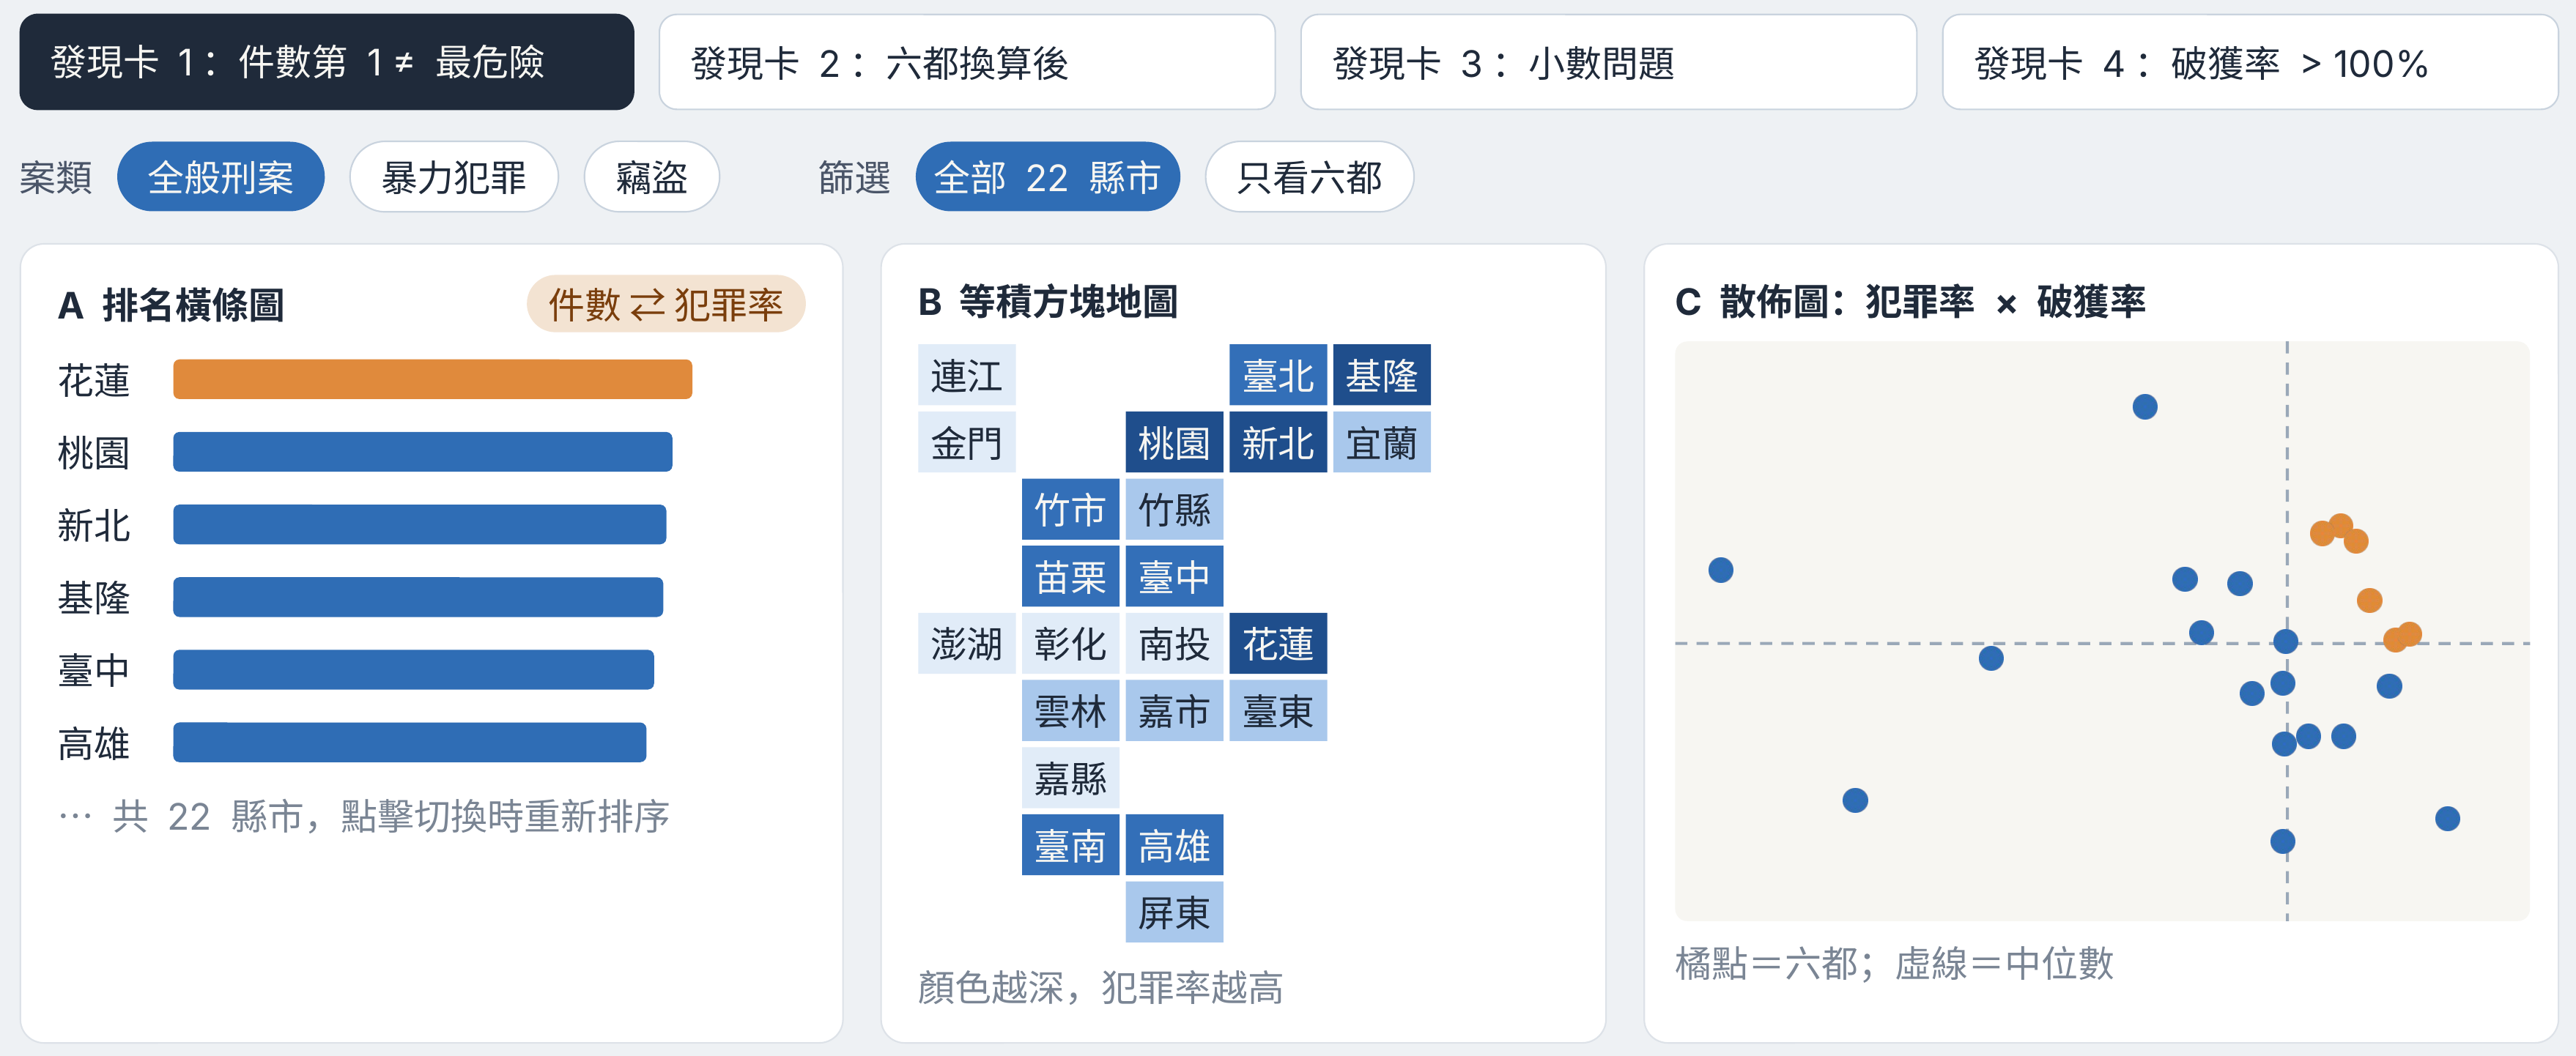 發現卡 1：件數第 1 ≠ 最危險
發現卡 2：六都換算後
發現卡 3：小數問題
發現卡 4：破獲率 > 100%
案類 全般刑案 暴力犯罪 竊盜 篩選 全部 22 縣市 只看六都
A 排名橫條圖
件數 ⇄ 犯罪率
花蓮
桃園
新北
基隆
臺中
高雄
⋯ 共 22 縣市，點擊切換時重新排序
B 等積方塊地圖
連江 臺北 基隆
金門 桃園 新北 宜蘭
竹市 竹縣
苗栗 臺中
澎湖 彰化 南投 花蓮
雲林 嘉市 臺東
嘉縣
臺南 高雄
屏東
顏色越深，犯罪率越高
C 散佈圖：犯罪率 × 破獲率
橘點＝六都；虛線＝中位數